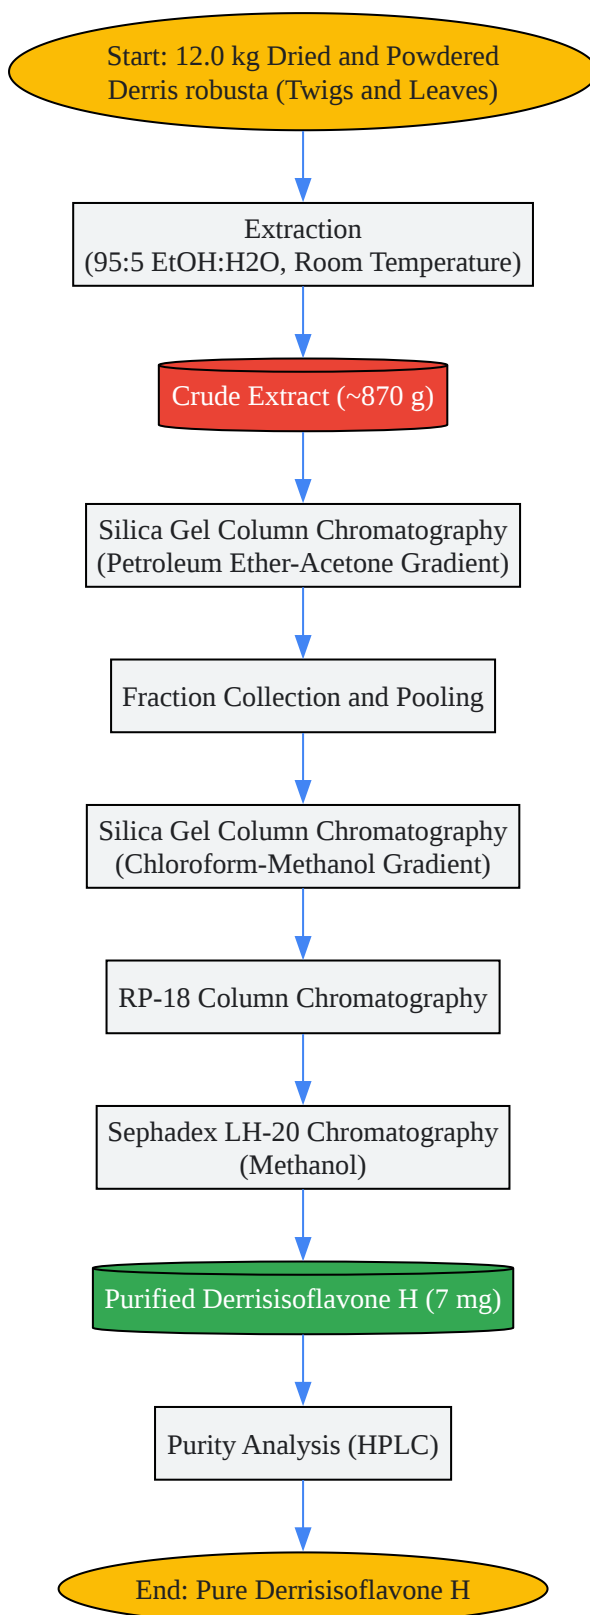 Start: 12.0 kg Dried and Powdered
Derris robusta (Twigs and Leaves)
Extraction
(95:5 EtOH:H2O, Room Temperature)
Crude Extract (~870 g)
Silica Gel Column Chromatography
(Petroleum Ether-Acetone Gradient)
Fraction Collection and Pooling
Silica Gel Column Chromatography
(Chloroform-Methanol Gradient)
RP-18 Column Chromatography
Sephadex LH-20 Chromatography
(Methanol)
Purified Derrisisoflavone H (7 mg)
Purity Analysis (HPLC)
End: Pure Derrisisoflavone H